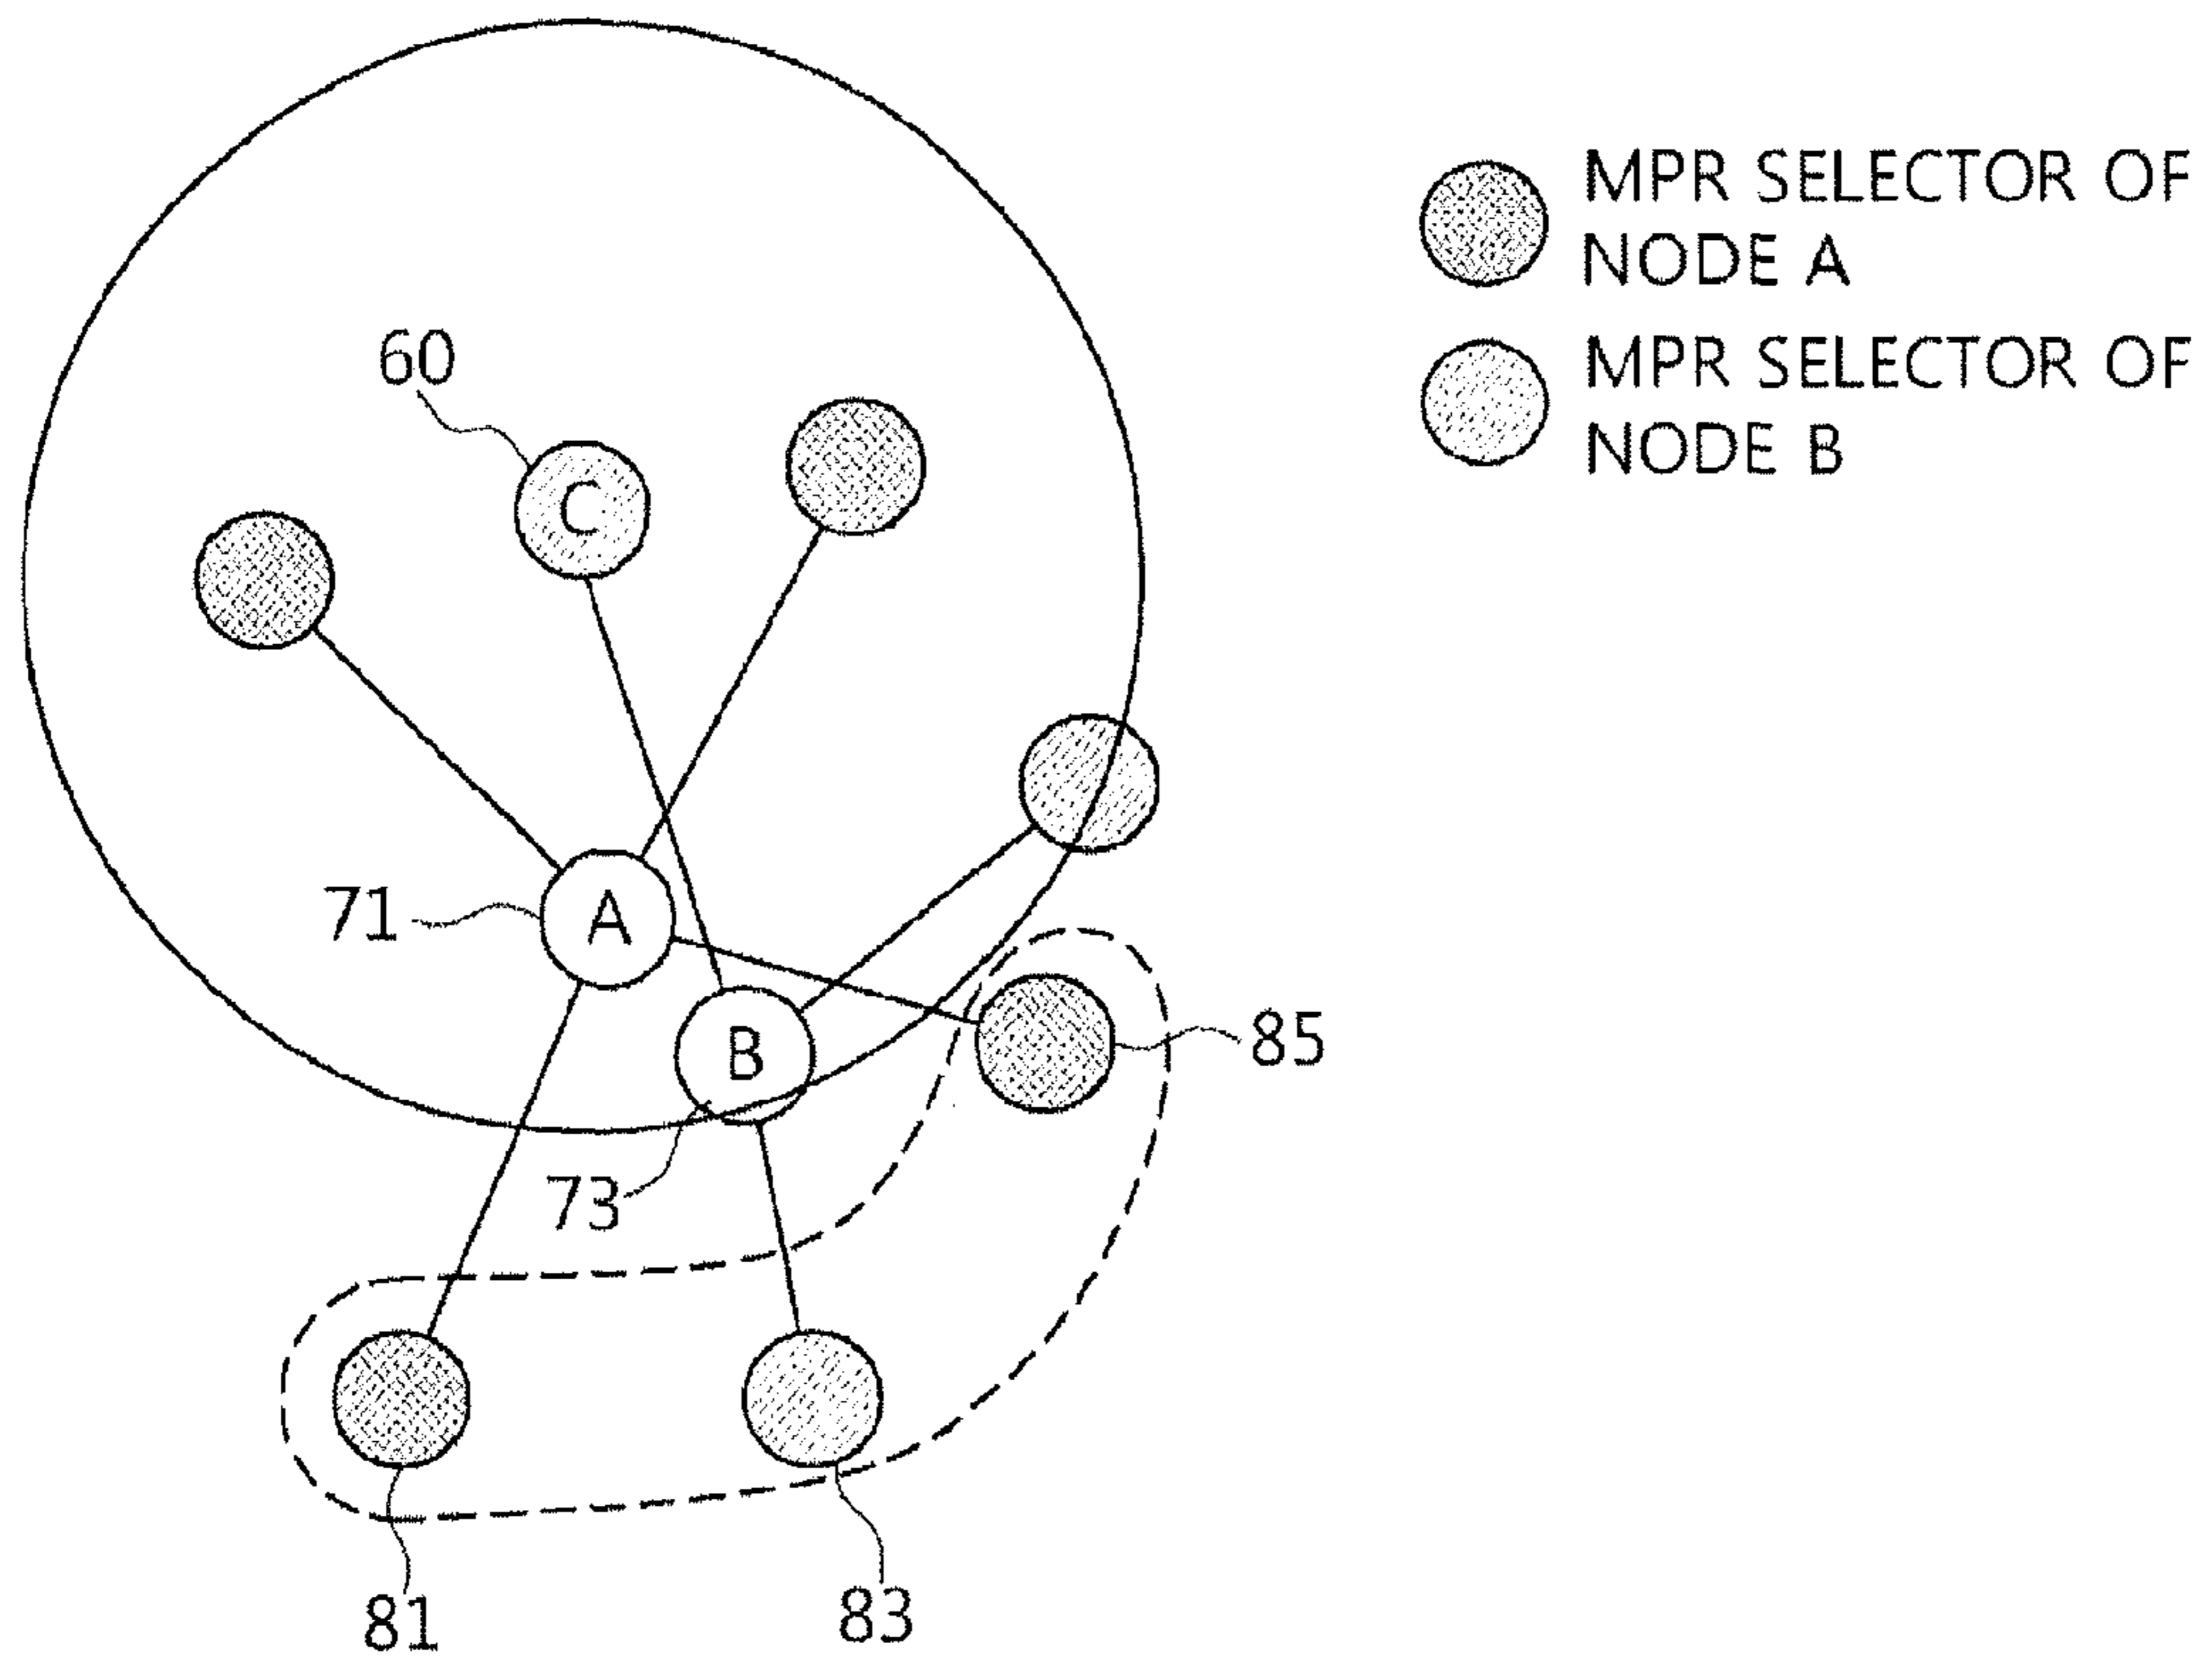 MPR SELECTOR OF
NODE A
MPR SELECTOR OF
NODE B
60
C
71
A
B
85
73
81
83